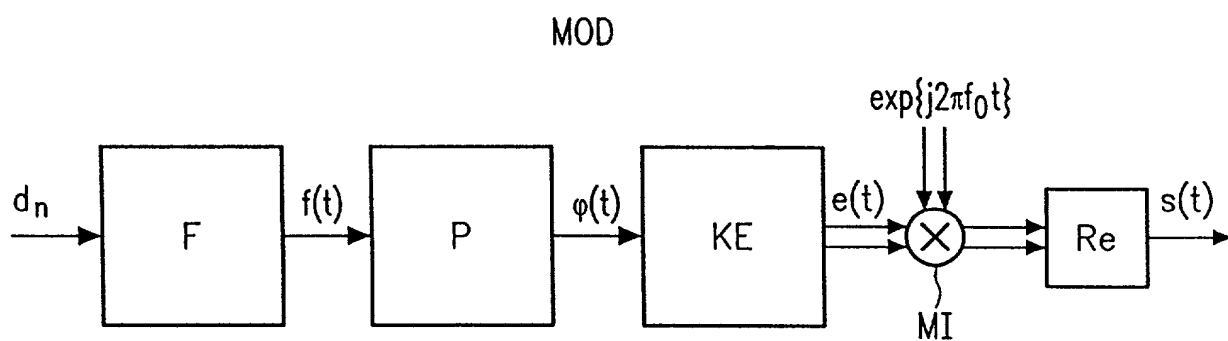 MOD
exp{j2πf₀t}
dₙ
F
f(t)
P
φ(t)
KE
e(t)
×
Re
s(t)
MI